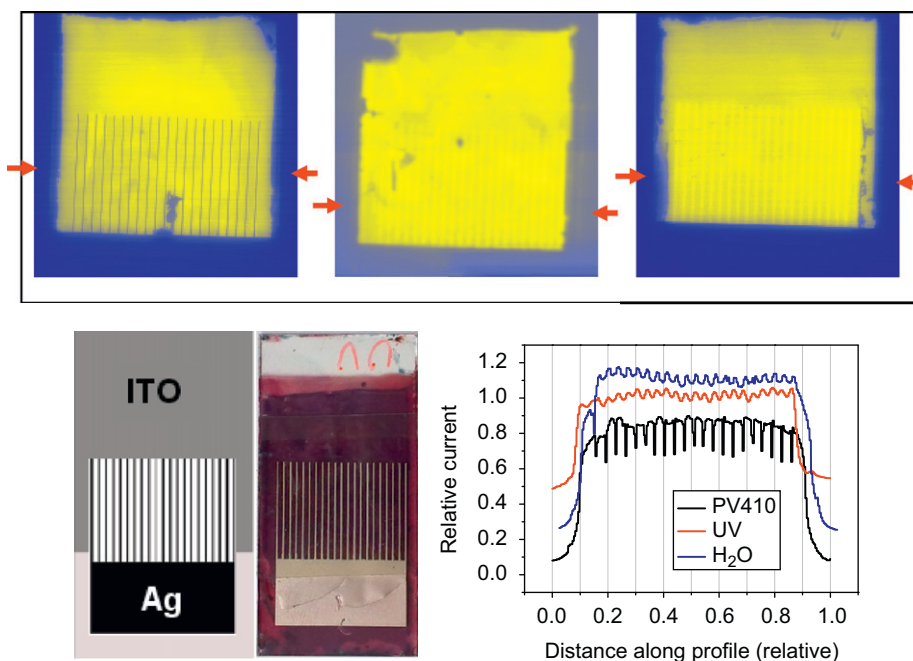 ITO
Ag
1.2
1.0
0.8
0.6
0.4
0.2
0.0
Relative current
PV410
UV
H₂O
0.0 0.2 0.4 0.6 0.8 1.0
Distance along profile (relative)